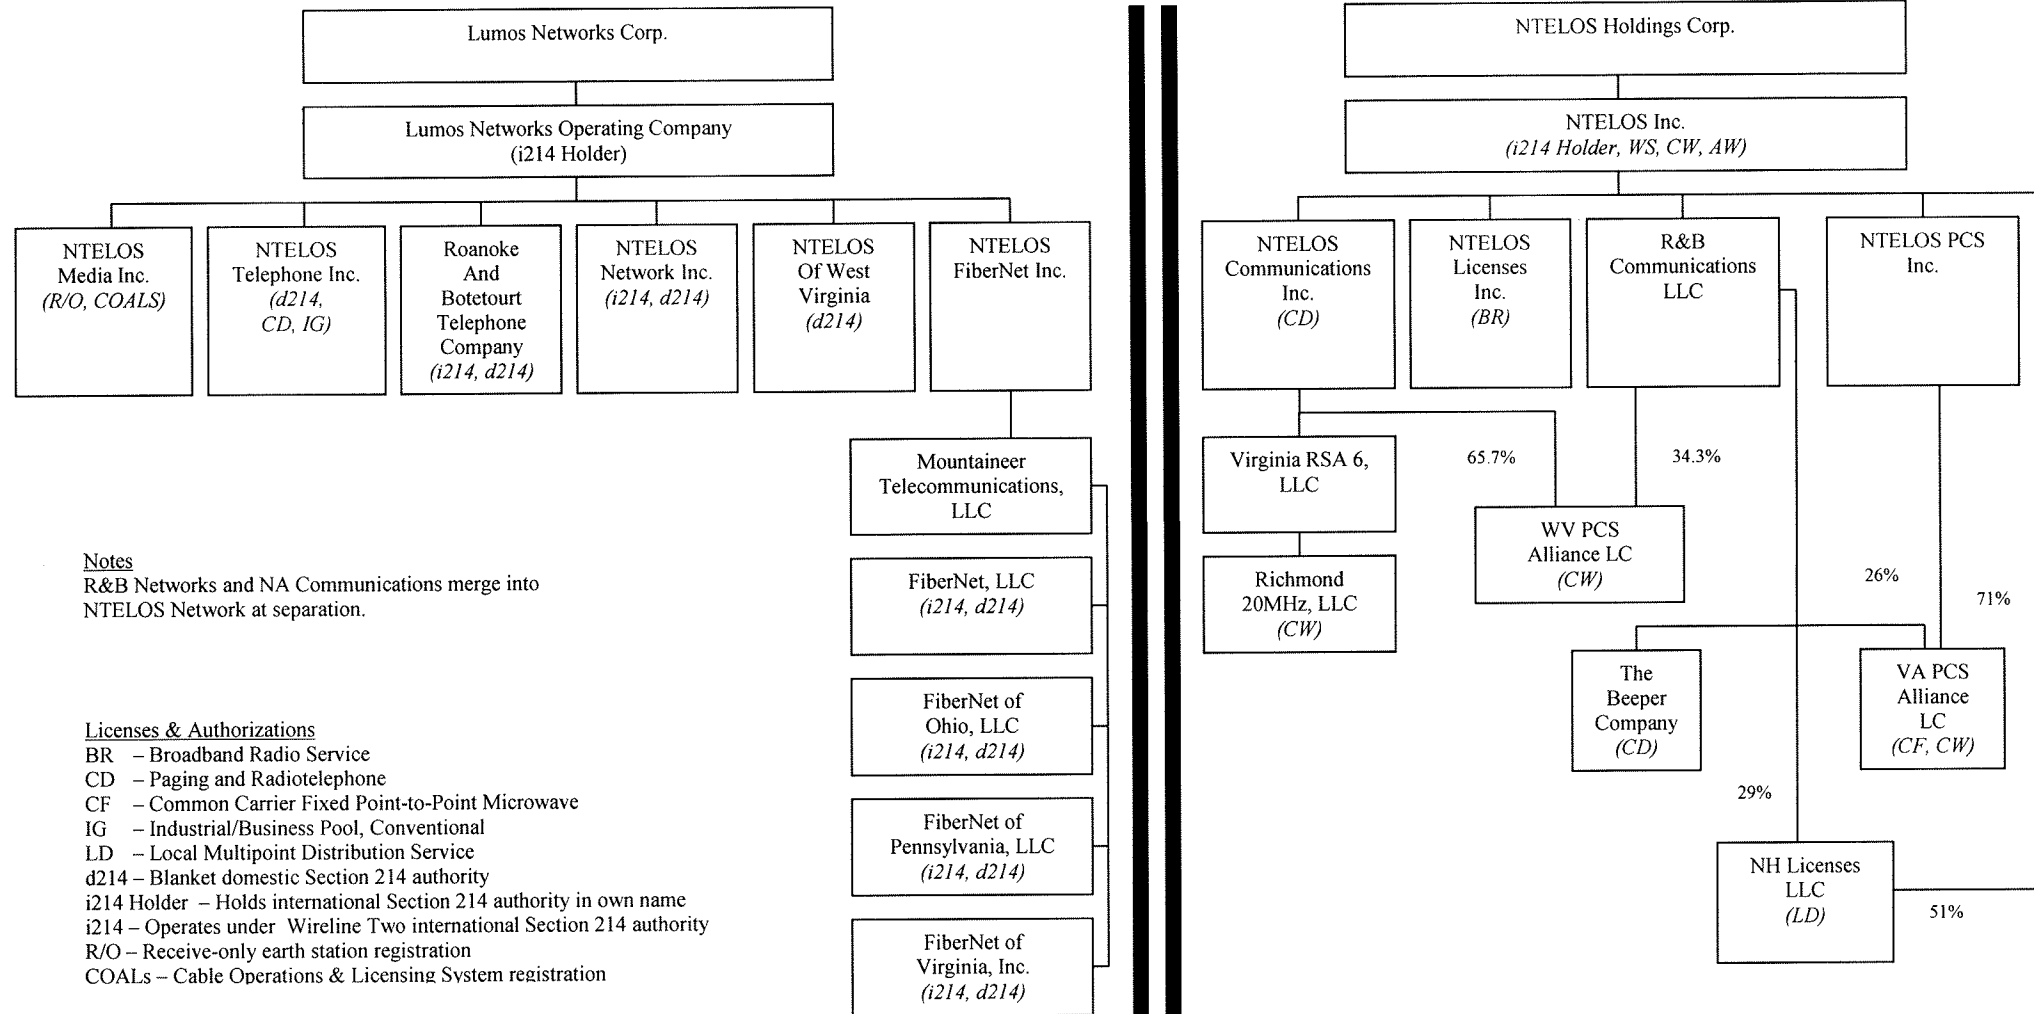 Lumos Networks Corp.
Lumos Networks Operating Company
(i214 Holder)
NTELOS
Media Inc.
(R/O, COALS)
NTELOS
Telephone Inc.
(d214,
CD, IG)
Roanoke
And
Botetourt
Telephone
Company
(i214, d214)
NTELOS
Network Inc.
(i214, d214)
NTELOS
Of West
Virginia
(d214)
NTELOS
FiberNet Inc.
Mountaineer
Telecommunications,
LLC
FiberNet, LLC
(i214, d214)
FiberNet of
Ohio, LLC
(i214, d214)
FiberNet of
Pennsylvania, LLC
(i214, d214)
FiberNet of
Virginia, Inc.
(i214, d214)
Notes
R&B Networks and NA Communications merge into
NTELOS Network at separation.
Licenses & Authorizations
BR – Broadband Radio Service
CD – Paging and Radiotelephone
CF – Common Carrier Fixed Point-to-Point Microwave
IG – Industrial/Business Pool, Conventional
LD – Local Multipoint Distribution Service
d214 – Blanket domestic Section 214 authority
i214 Holder – Holds international Section 214 authority in own name
i214 – Operates under Wireline Two international Section 214 authority
R/O – Receive-only earth station registration
COALs – Cable Operations & Licensing System registration
NTELOS Holdings Corp.
NTELOS Inc.
(i214 Holder, WS, CW, AW)
NTELOS
Communications
Inc.
(CD)
NTELOS
Licenses
Inc.
(BR)
R&B
Communications
LLC
NTELOS PCS
Inc.
Virginia RSA 6,
LLC
65.7%
34.3%
WV PCS
Alliance LC
(CW)
Richmond
20MHz, LLC
(CW)
26%
71%
The
Beeper
Company
(CD)
VA PCS
Alliance
LC
(CF, CW)
29%
NH Licenses
LLC
(LD)
51%